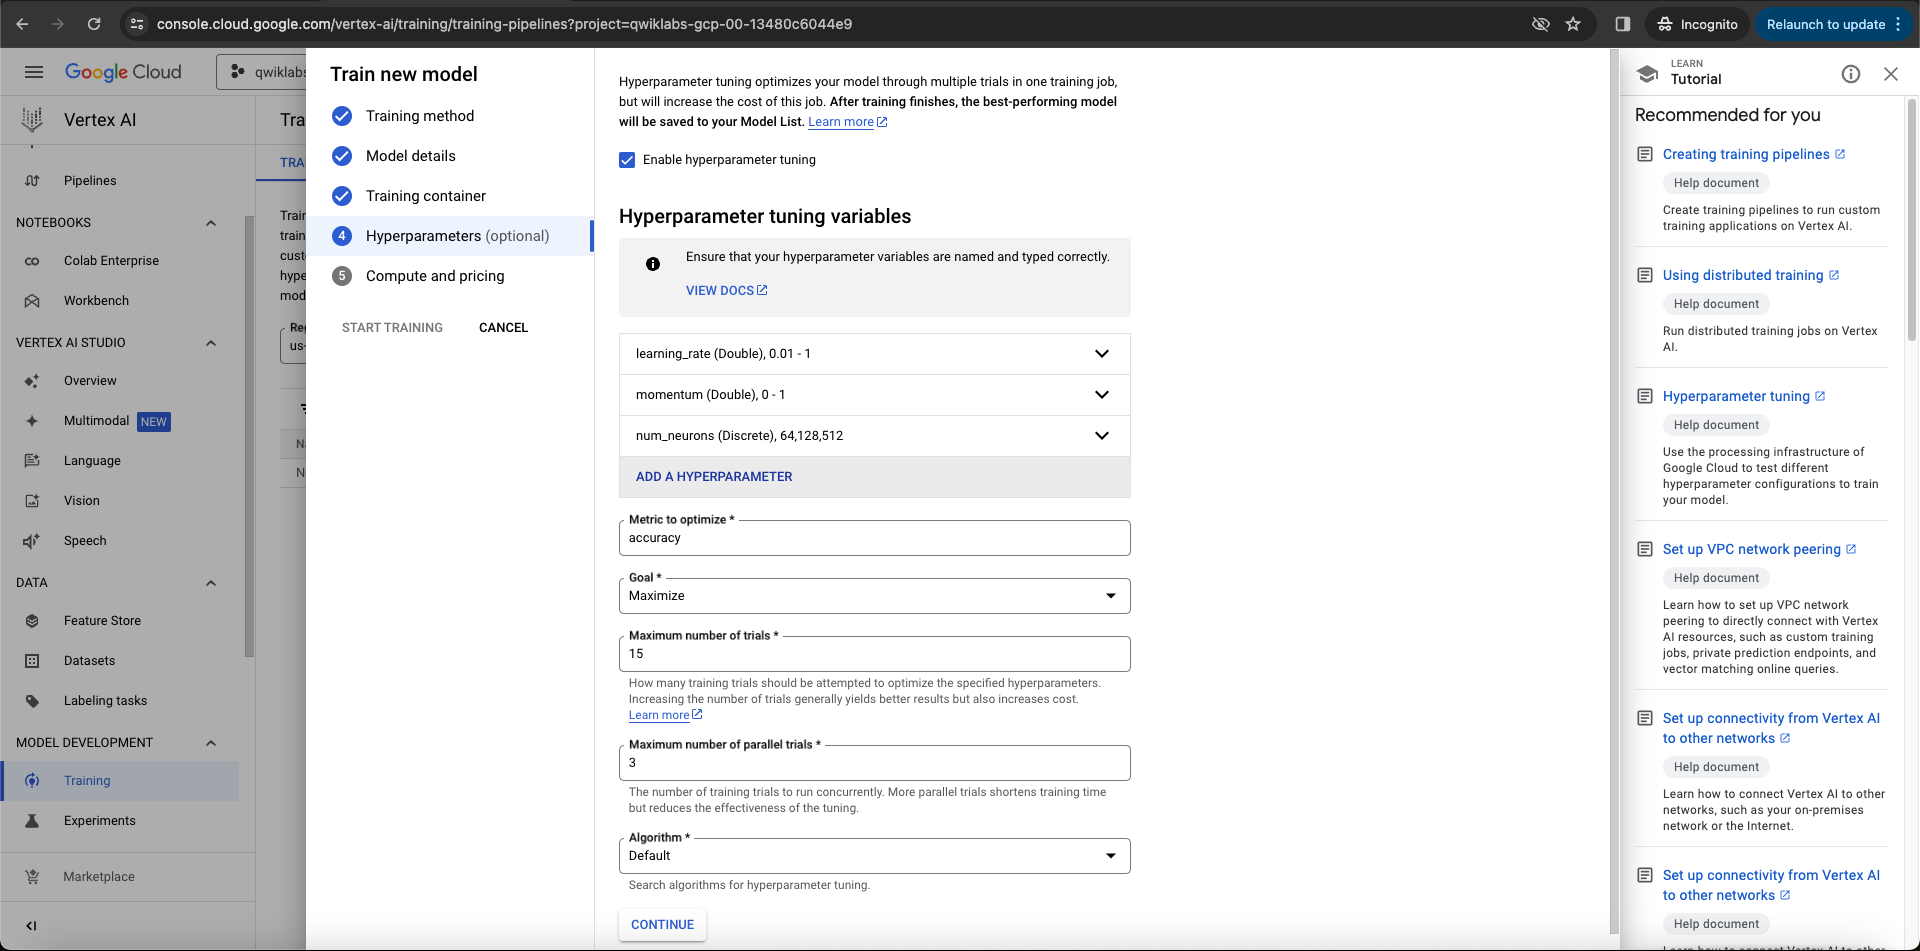 console.cloud.google.com/vertex-ai/training/training-pipelines?project=qwiklabs-gcp-00-13480c6044e9
Incognito
Relaunch to update
Google Cloud
qwiklabs
Vertex AI
Pipelines
NOTEBOOKS
Colab Enterprise
Workbench
VERTEX AI STUDIO
Overview
Multimodal NEW
Language
Vision
Speech
DATA
Feature Store
Datasets
Labeling tasks
MODEL DEVELOPMENT
Training
Experiments
Marketplace
Tra
TRA
Train
train
cust
hype
mod
Re
us-
N
N
Train new model
Training method
Model details
Training container
4 Hyperparameters (optional)
5 Compute and pricing
START TRAINING CANCEL
Hyperparameter tuning optimizes your model through multiple trials in one training job,
but will increase the cost of this job. After training finishes, the best-performing model
will be saved to your Model List. Learn more
Enable hyperparameter tuning
Hyperparameter tuning variables
Ensure that your hyperparameter variables are named and typed correctly.
VIEW DOCS
learning_rate (Double), 0.01 - 1
momentum (Double), 0 - 1
num_neurons (Discrete), 64,128,512
ADD A HYPERPARAMETER
Metric to optimize *
accuracy
Goal *
Maximize
Maximum number of trials *
15
How many training trials should be attempted to optimize the specified hyperparameters.
Increasing the number of trials generally yields better results but also increases cost.
Learn more
Maximum number of parallel trials *
3
The number of training trials to run concurrently. More parallel trials shortens training time
but reduces the effectiveness of the tuning.
Algorithm *
Default
Search algorithms for hyperparameter tuning.
CONTINUE
LEARN
Tutorial
Recommended for you
Creating training pipelines
Help document
Create training pipelines to run custom
training applications on Vertex AI.
Using distributed training
Help document
Run distributed training jobs on Vertex
AI.
Hyperparameter tuning
Help document
Use the processing infrastructure of
Google Cloud to test different
hyperparameter configurations to train
your model.
Set up VPC network peering
Help document
Learn how to set up VPC network
peering to directly connect with Vertex
AI resources, such as custom training
jobs, private prediction endpoints, and
vector matching online queries.
Set up connectivity from Vertex AI
to other networks
Help document
Learn how to connect Vertex AI to other
networks, such as your on-premises
network or the Internet.
Set up connectivity from Vertex AI
to other networks
Help document